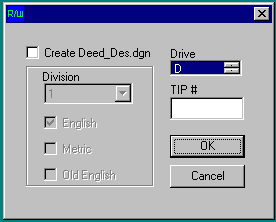 R/W
Create Deed_Des.dgn
Drive
D
Division
1
TIP #
English
Metric
Old English
OK
Cancel